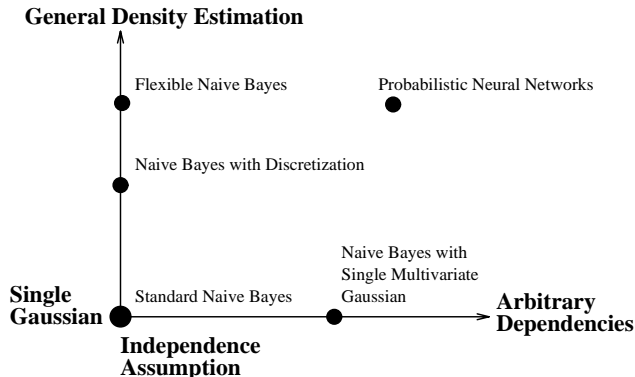 General Density Estimation
Flexible Naive Bayes
Probabilistic Neural Networks
Naive Bayes with Discretization
Naive Bayes with
Single Multivariate
Gaussian
Single
Gaussian
Standard Naive Bayes
Arbitrary
Dependencies
Independence
Assumption